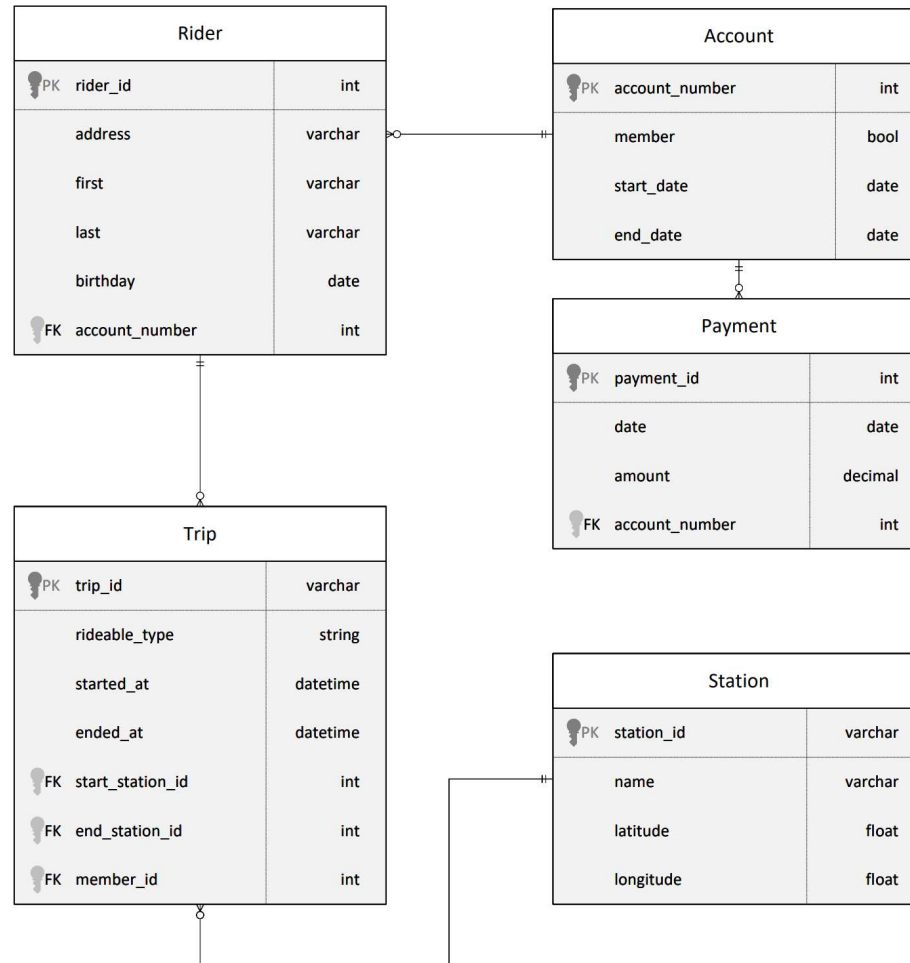 Rider
PK rider_id int
address varchar
first varchar
last varchar
birthday date
FK account_number int
Account
PK account_number int
member bool
start_date date
end_date date
Payment
PK payment_id int
date date
amount decimal
FK account_number int
Trip
PK trip_id varchar
rideable_type string
started_at datetime
ended_at datetime
FK start_station_id int
FK end_station_id int
FK member_id int
Station
PK station_id varchar
name varchar
latitude float
longitude float